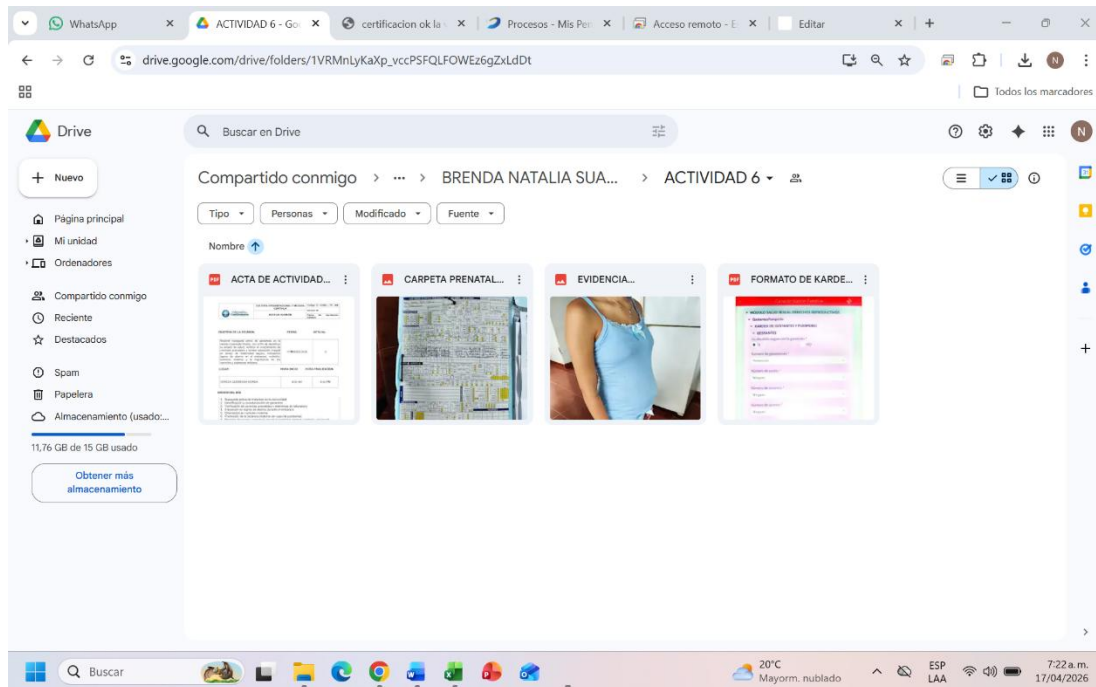 WhatsApp
ACTIVIDAD 6 - Goo
certificacion ok la
Procesos - Mis Per
Acceso remoto - E
Editar
drive.google.com/drive/folders/1VRMnLyKaXp_vccPSFQLFOWEz6gZxLdDt
N
Todos los marcadores
Drive
Buscar en Drive
N
Nuevo
Compartido conmigo > ... > BRENDA NATALIA SUA... > ACTIVIDAD 6
Tipo
Personas
Modificado
Fuente
Nombre
Página principal
Mi unidad
Ordenadores
Compartido conmigo
Reciente
Destacados
Spam
Papelera
Almacenamiento (usado:...
11,76 GB de 15 GB usado
Obtener más
almacenamiento
ACTA DE ACTIVIDAD...
CARPETA PRENATAL...
EVIDENCIA...
FORMATO DE KARDE...
Buscar
20°C
Mayorm. nublado
ESP
LAA
7:22 a.m.
17/04/2026